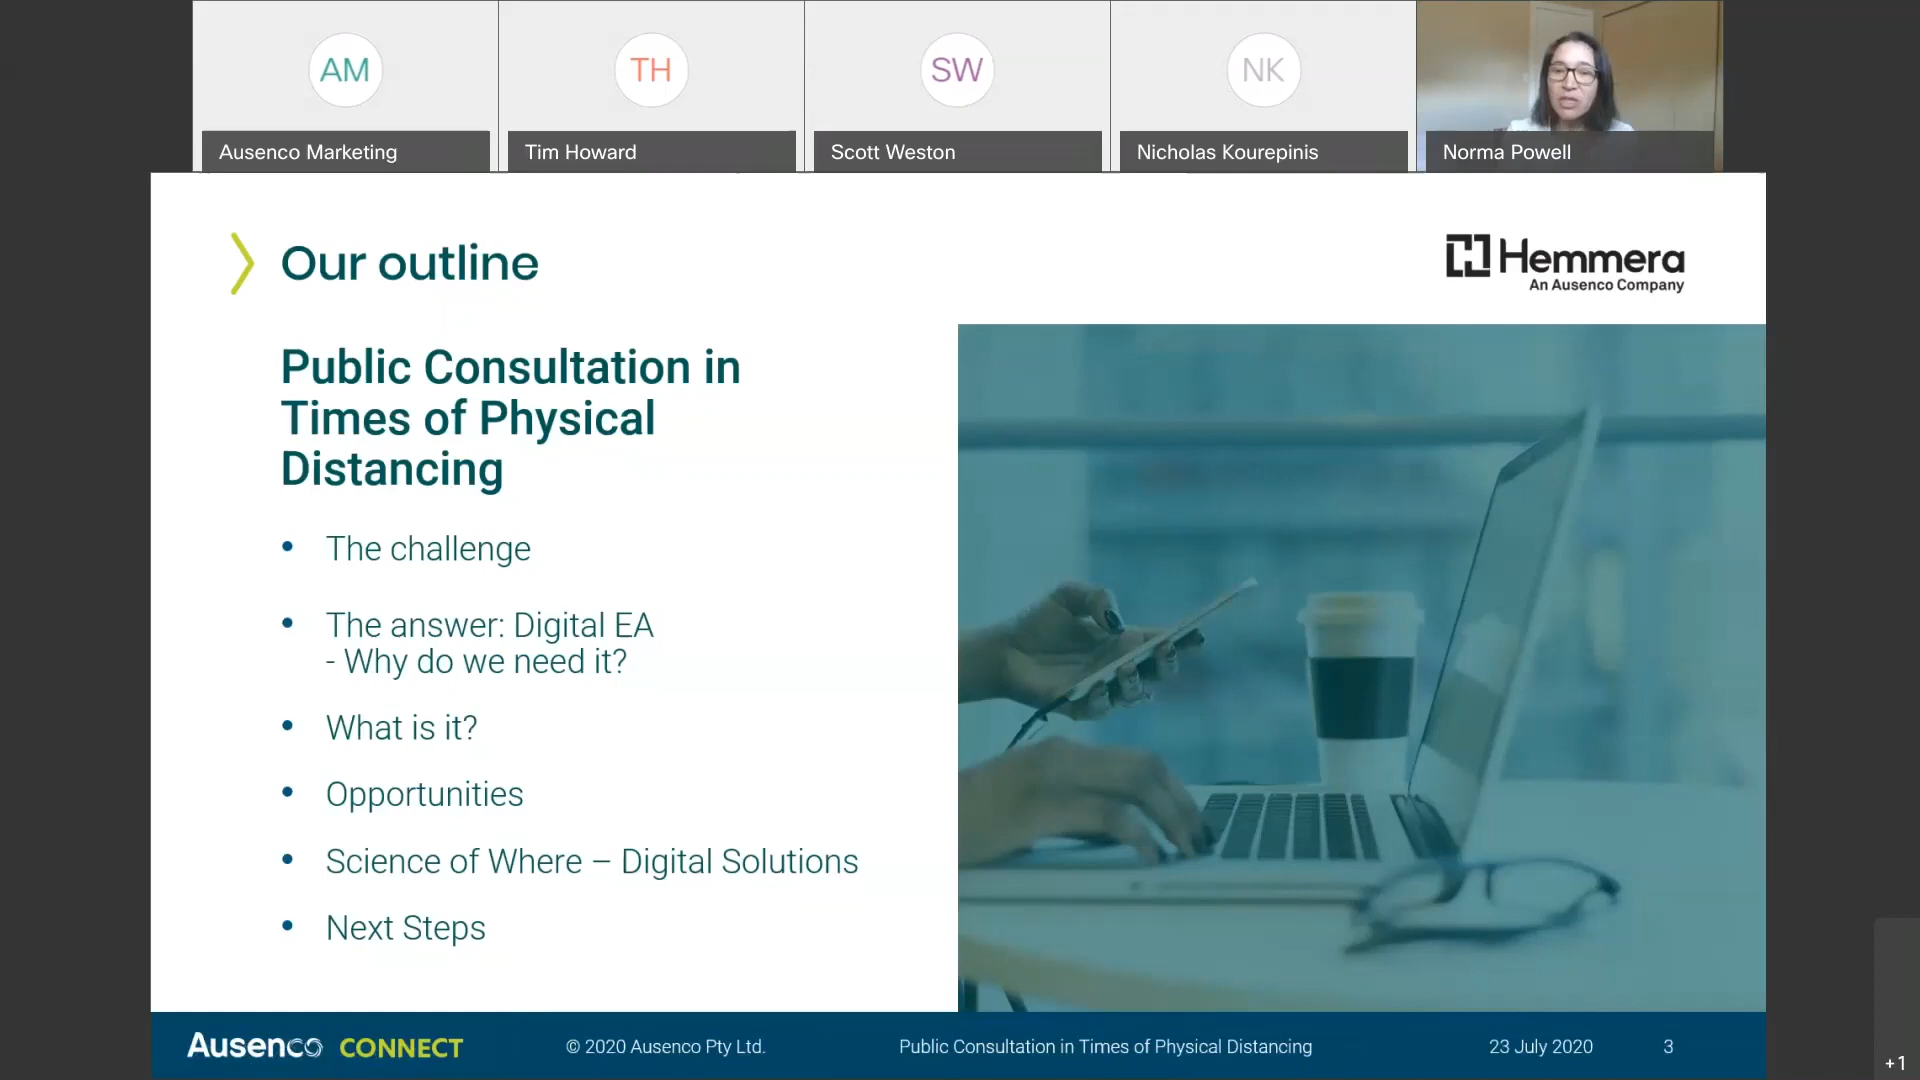 AM
TH
SW
NK
Ausenco Marketing
Tim Howard
Scott Weston
Nicholas Kourepinis
Norma Powell
Our outline
Hemmera
An Ausenco Company
Public Consultation in
Times of Physical
Distancing
• The challenge
• The answer: Digital EA
- Why do we need it?
• What is it?
• Opportunities
• Science of Where – Digital Solutions
• Next Steps
Ausenco CONNECT
© 2020 Ausenco Pty Ltd.
Public Consultation in Times of Physical Distancing
23 July 2020
3
+1